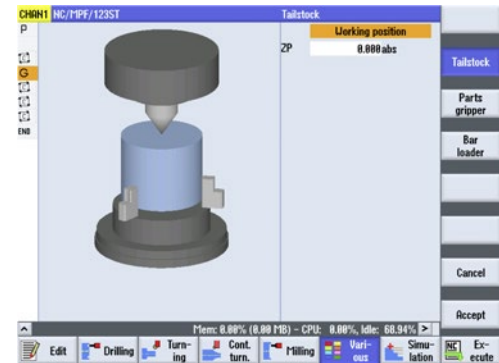 CHAN1 NC/MPF/123ST
Tailstock
P
Working position
ZP 0.000 abs
G
END
Tailstock
Parts
gripper
Bar
loader
Cancel
Accept
Mem: 0.00% (0.00 MB) - CPU: 0.00%, Idle: 68.94% >
Edit
Drilling
Turn-
ing
Cont.
turn.
Milling
Vari-
ous
Simu-
lation
NC
Ex-
ecute